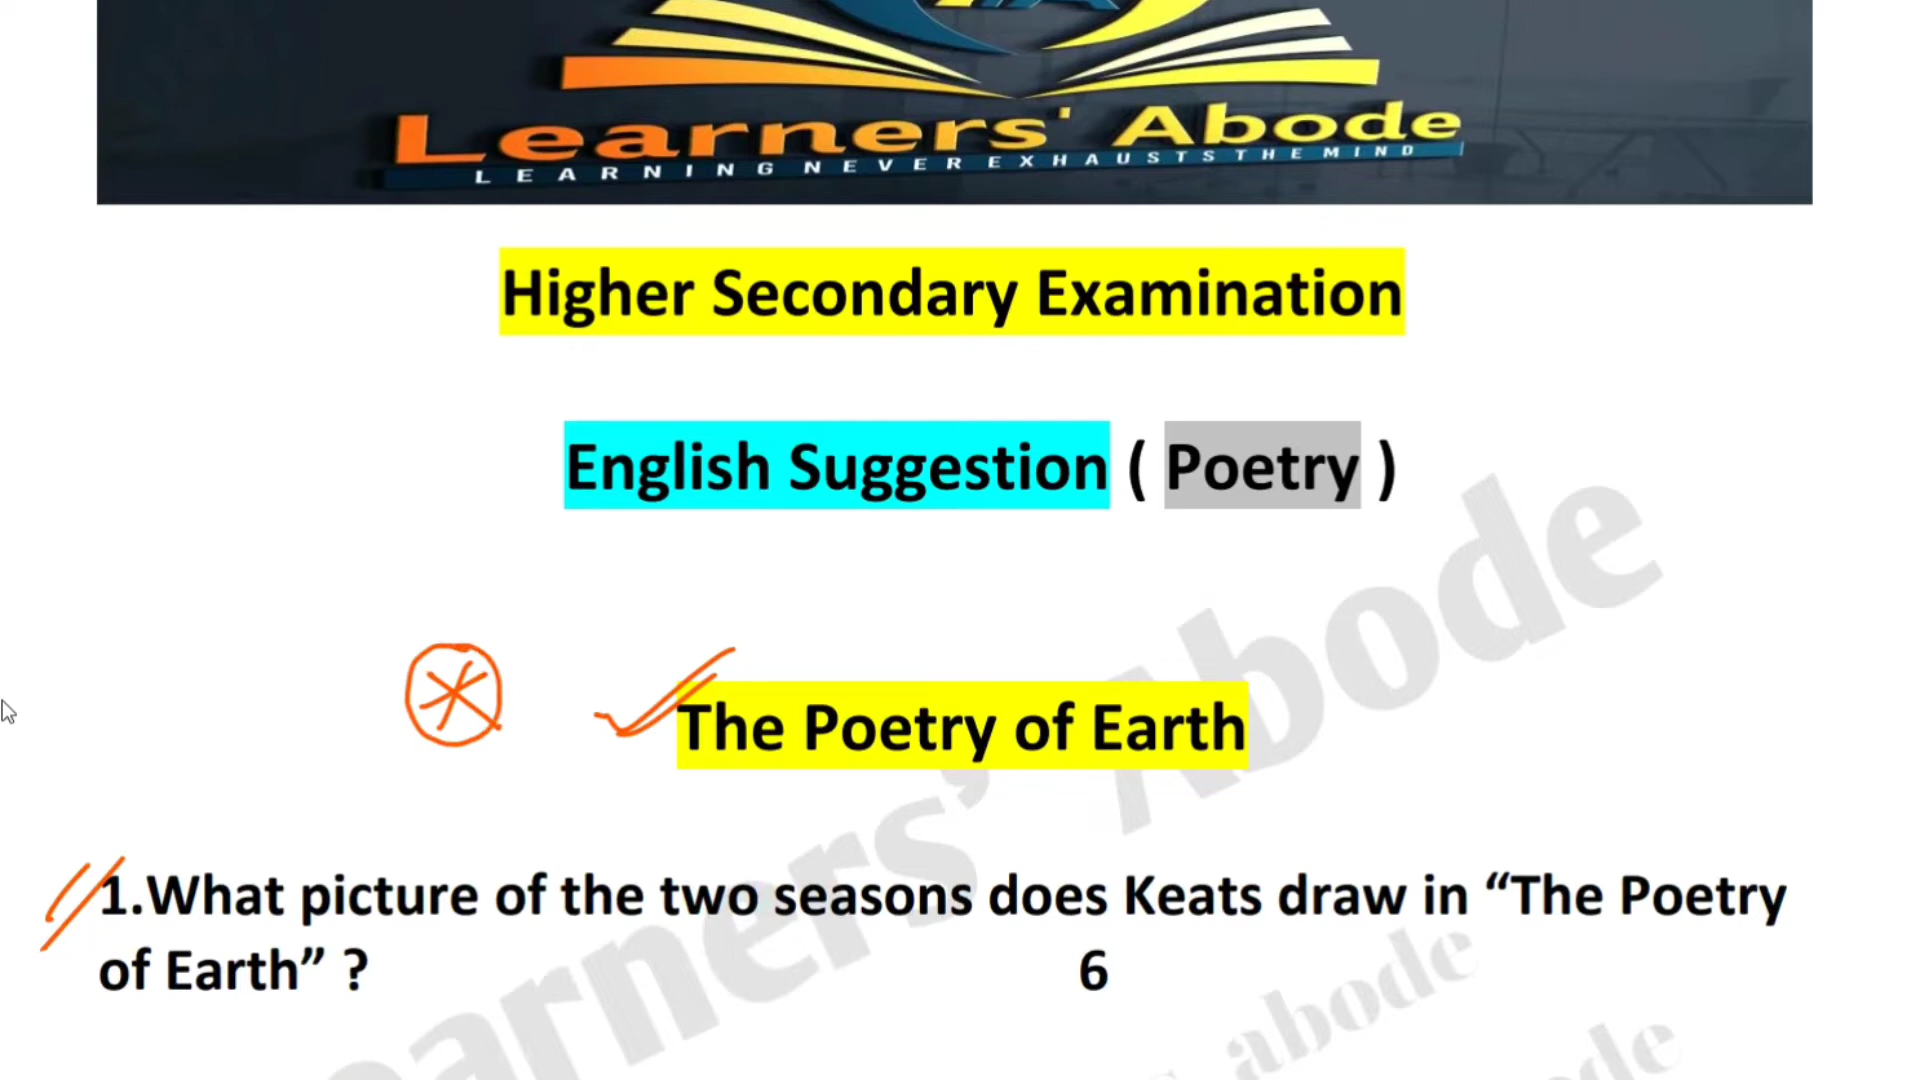 Learners' Abode
LEARNING NEVER EXHAUSTS THE MIND
Higher Secondary Examination
English Suggestion ( Poetry )
The Poetry of Earth
1.What picture of the two seasons does Keats draw in “The Poetry
of Earth” ? 6